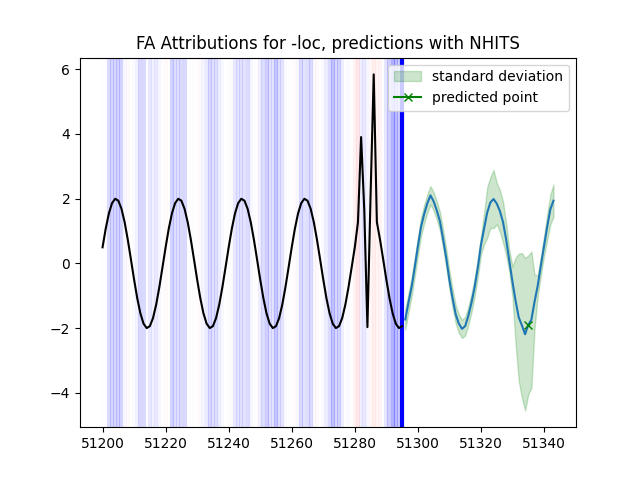 FA Attributions for -loc, predictions with NHITS
standard deviation
predicted point
6
4
2
0
−2
−4
51200 51220 51240 51260 51280 51300 51320 51340